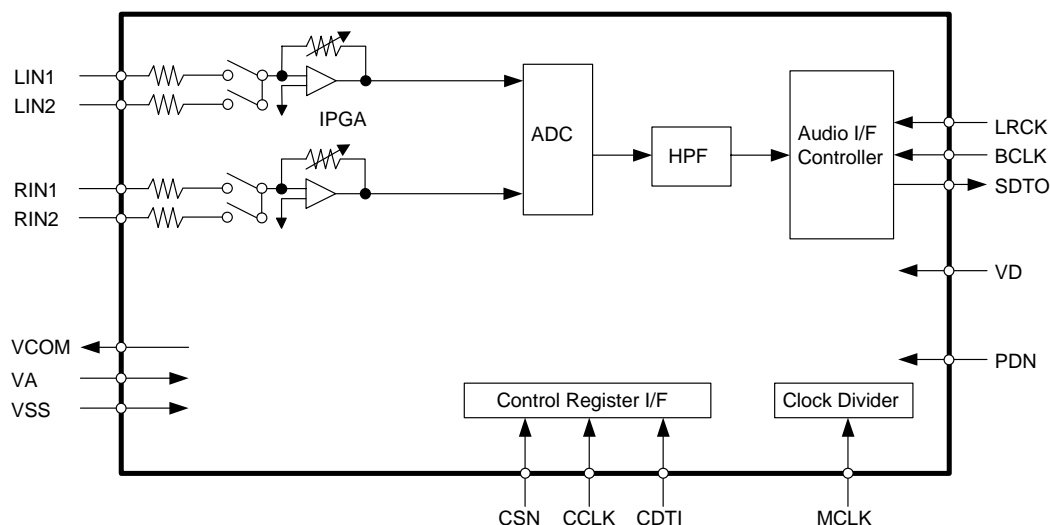 LIN1
LIN2
IPGA
RIN1
RIN2
ADC
HPF
Audio I/F
Controller
LRCK
BCLK
SDTO
VD
PDN
VCOM
VA
VSS
Control Register I/F
Clock Divider
CSN
CCLK
CDTI
MCLK